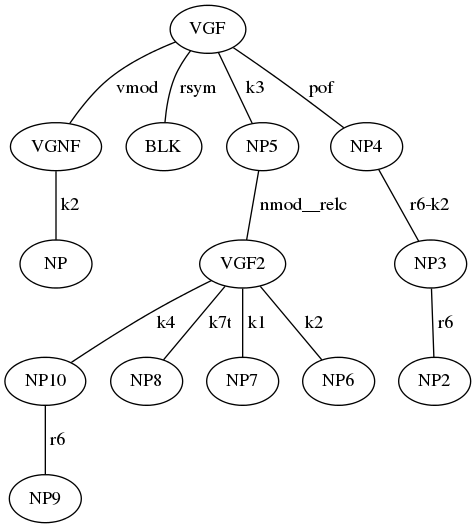 VGF
vmod rsym k3 pof
VGNF BLK NP5 NP4
k2 nmod__relc r6-k2
NP VGF2 NP3
k4 k7t k1 k2 r6
NP10 NP8 NP7 NP6 NP2
r6
NP9